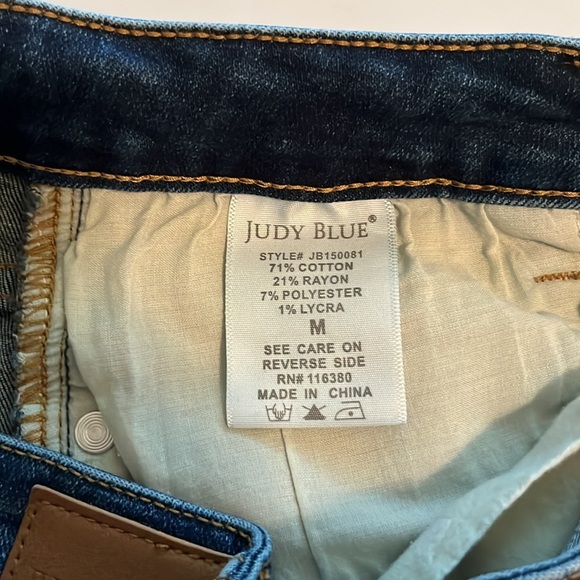 JUDY BLUE®
STYLE# JB150081
71% COTTON
21% RAYON
7% POLYESTER
1% LYCRA
M
SEE CARE ON
REVERSE SIDE
RN# 116380
MADE IN CHINA